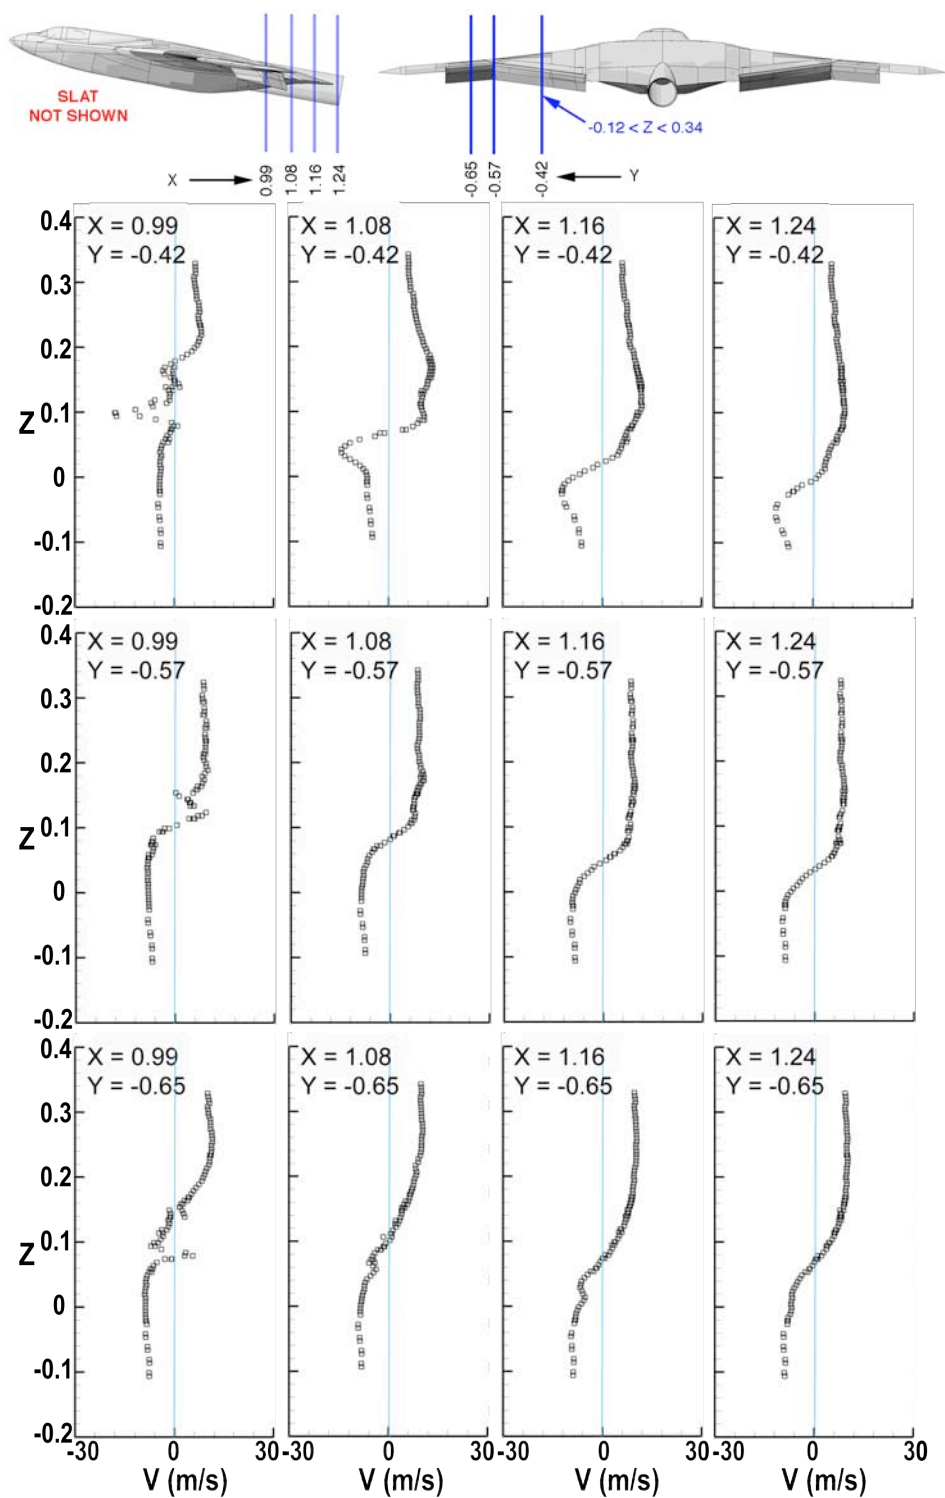 SLAT
NOT SHOWN
-0.12 < Z < 0.34
X
0.99
1.08
1.16
1.24
-0.65
-0.57
-0.42
Y
0.4
0.3
0.2
0.1
Z
0
-0.1
-0.2
X = 0.99
Y = -0.42
X = 1.08
Y = -0.42
X = 1.16
Y = -0.42
X = 1.24
Y = -0.42
0.4
0.3
0.2
0.1
Z
0
-0.1
-0.2
X = 0.99
Y = -0.57
X = 1.08
Y = -0.57
X = 1.16
Y = -0.57
X = 1.24
Y = -0.57
0.4
0.3
0.2
0.1
Z
0
-0.1
-0.2
X = 0.99
Y = -0.65
X = 1.08
Y = -0.65
X = 1.16
Y = -0.65
X = 1.24
Y = -0.65
0 30
-30 0 30
-30 0 30
-30 0 30
V (m/s)
V (m/s)
V (m/s)
V (m/s)